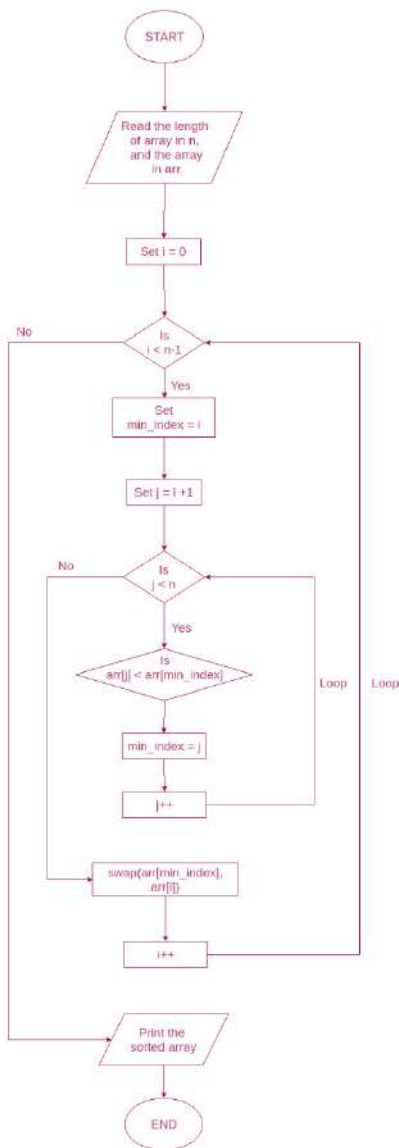 START
Read the length
of array in n,
and the array
in arr
Set i = 0
No
Is
i < n-1
Yes
Set
min_index = i
Set j = i +1
No
Is
j < n
Yes
Is
arr[j] < arr[min_index]
Loop
Loop
min_index = j
j++
swap(arr[min_index],
arr[i])
i++
Print the
sorted array
END